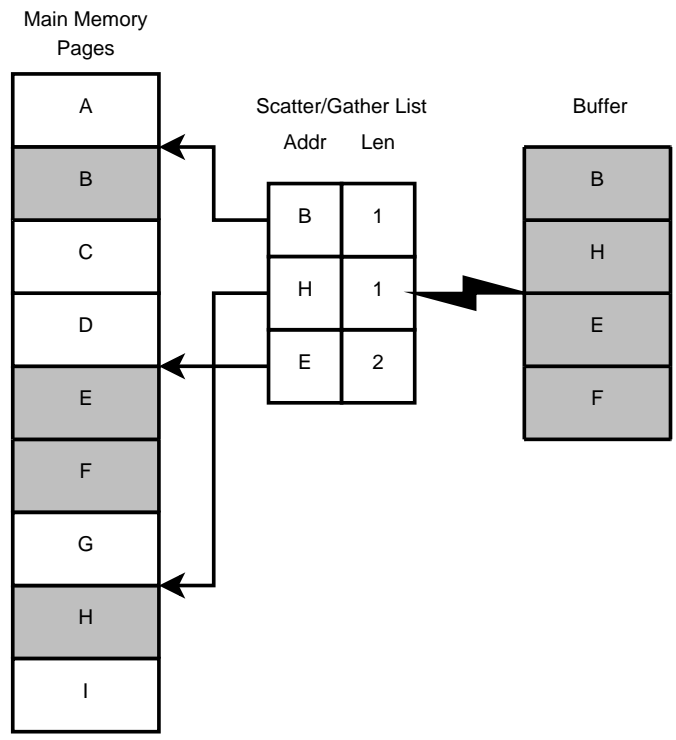 Main Memory
Pages
A
B
C
D
E
F
G
H
I
Scatter/Gather List
Addr Len
B 1
H 1
E 2
Buffer
B
H
E
F